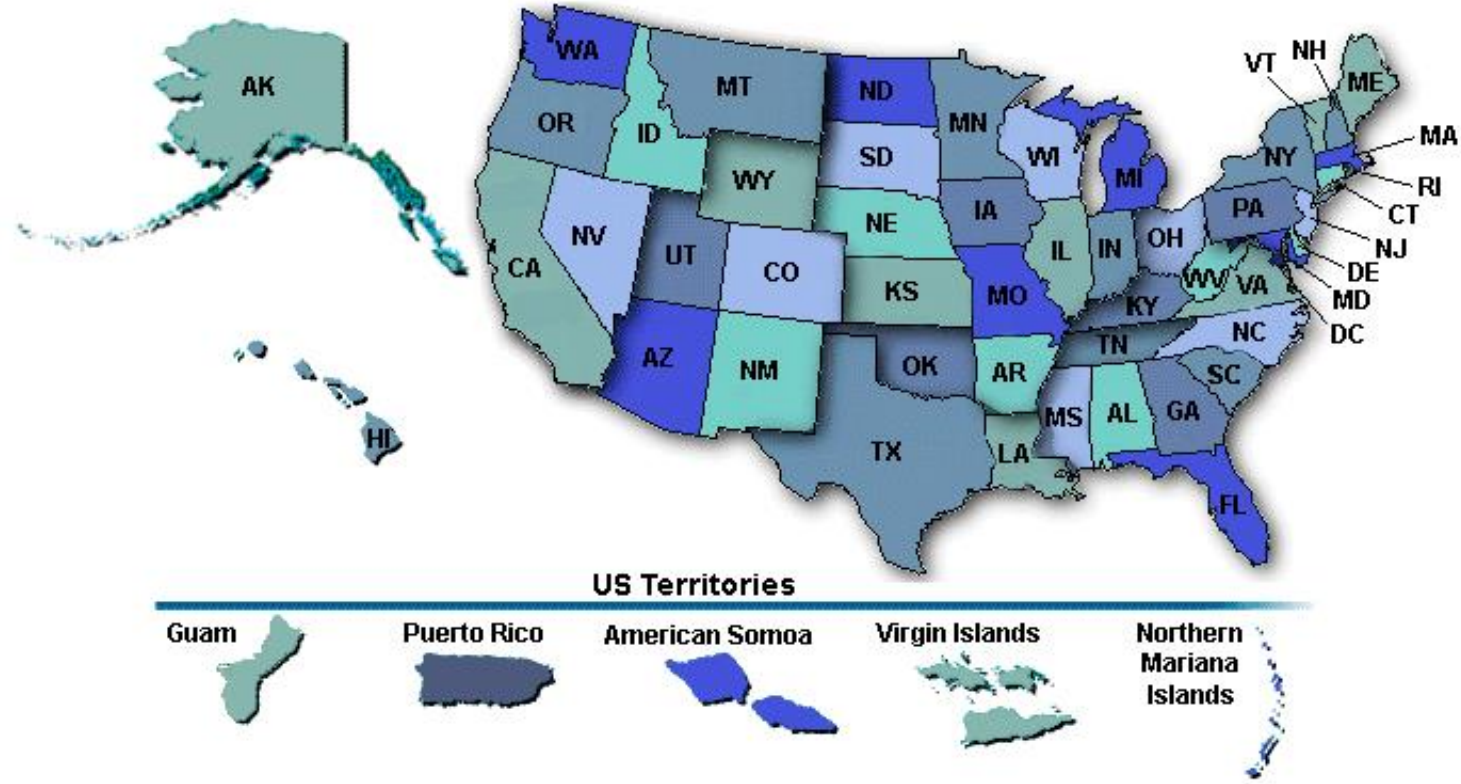 AK
WA
MT
ND
MN
OR
ID
SD
WI
MI
VT
NH
ME
NY
MA
RI
CT
NJ
DE
MD
DC
WY
NE
IA
PA
NV
UT
CO
CA
KS
MO
IL
IN
OH
WV
VA
KY
NC
TN
SC
AZ
NM
OK
AR
MS
AL
GA
TX
LA
FL
HI
US Territories
Guam
Puerto Rico
American Somoa
Virgin Islands
Northern
Mariana
Islands